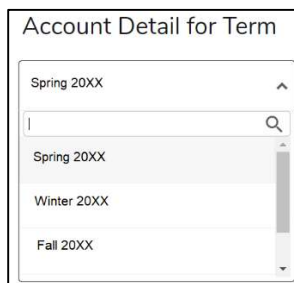 Account Detail for Term
Spring 20XX
Spring 20XX
Winter 20XX
Fall 20XX